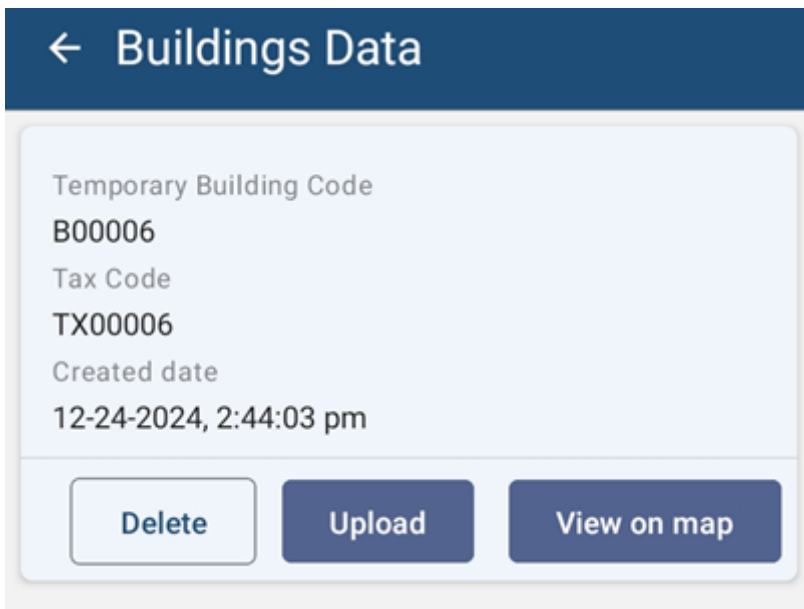 ← Buildings Data
Temporary Building Code
B00006
Tax Code
TX00006
Created date
12-24-2024, 2:44:03 pm
Delete Upload View on map